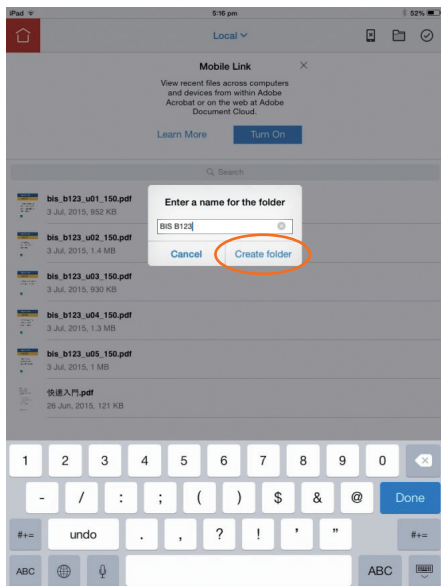 iPad 5:16 pm 52%
Local
Mobile Link
View recent files across computers
and devices from within Adobe
Acrobat or on the web at Adobe
Document Cloud.
Learn More Turn On
Search
Enter a name for the folder
BIS B123
Cancel Create folder
bis_b123_u01_150.pdf
3 Jul, 2015, 952 KB
bis_b123_u02_150.pdf
3 Jul, 2015, 1.4 MB
bis_b123_u03_150.pdf
3 Jul, 2015, 930 KB
bis_b123_u04_150.pdf
3 Jul, 2015, 1.3 MB
bis_b123_u05_150.pdf
3 Jul, 2015, 1 MB
快速入門.pdf
26 Jun, 2015, 121 KB
1 2 3 4 5 6 7 8 9 0
- / : ; ( ) $ & @ Done
#+= undo . , ? ! ' " #+=
ABC ABC